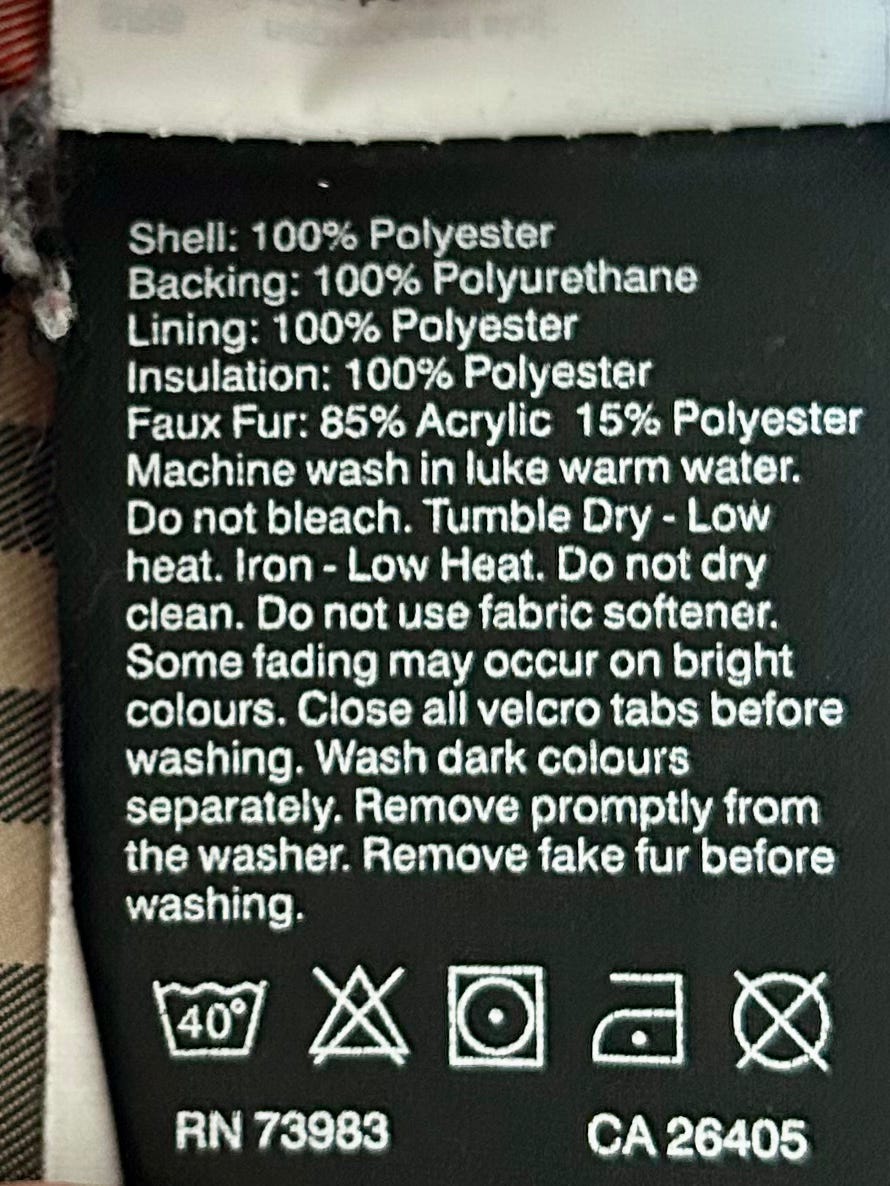 Shell: 100% Polyester
Backing: 100% Polyurethane
Lining: 100% Polyester
Insulation: 100% Polyester
Faux Fur: 85% Acrylic  15% Polyester
Machine wash in luke warm water.
Do not bleach. Tumble Dry - Low
heat. Iron - Low Heat. Do not dry
clean. Do not use fabric softener.
Some fading may occur on bright
colours. Close all velcro tabs before
washing. Wash dark colours
separately. Remove promptly from
the washer. Remove fake fur before
washing.
40°
RN 73983 CA 26405